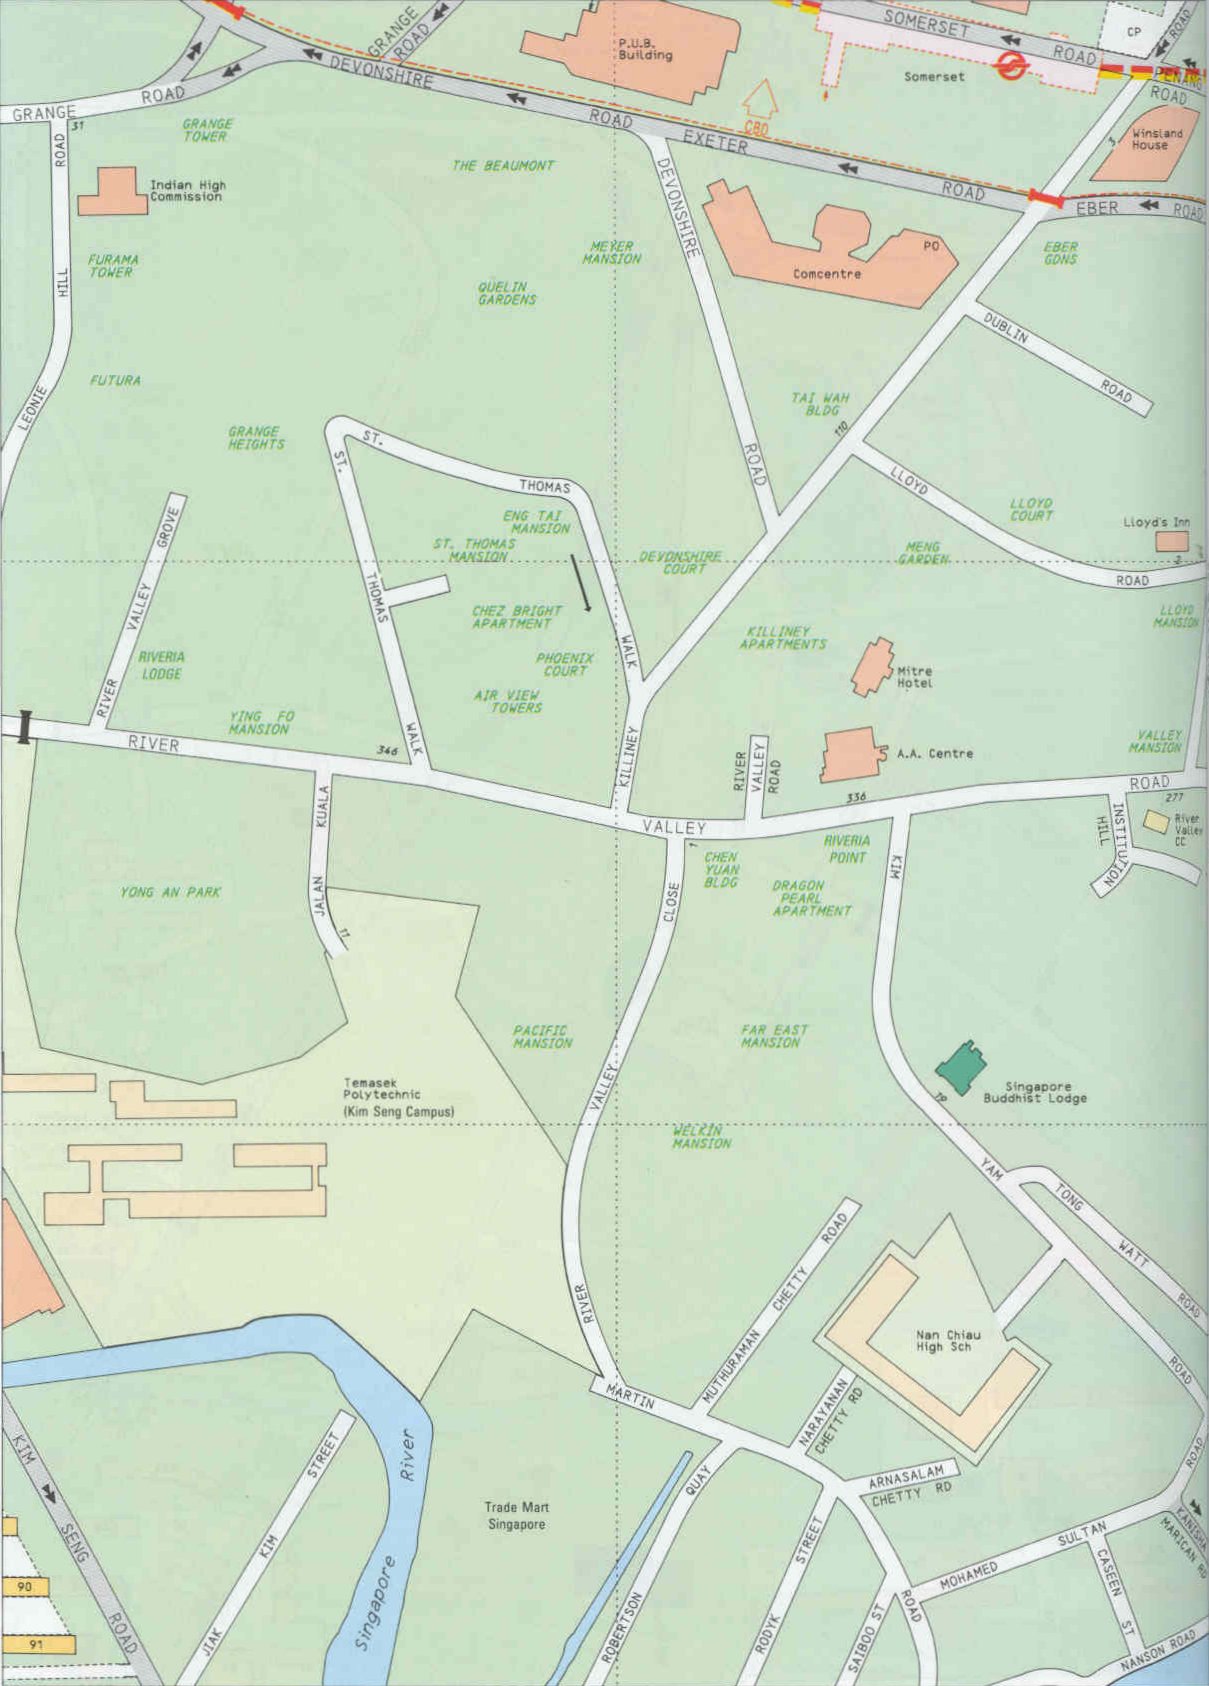 GRANGE
ROAD
SOMERSET
ROAD
CP
ROAD
P.U.B.
Building
Somerset
DEVONSHIRE
ROAD
GRANGE
ROAD
31
GRANGE
TOWER
CBD
EXETER
ROAD
ROAD
3
Winsland
House
THE BEAUMONT
ROAD
HILL
LEONIE
Indian High
Commission
DEVONSHIRE
ROAD
EBER
ROAD
FURAMA
TOWER
MEYER
MANSION
PO
Comcentre
EBER
GDNS
QUELIN
GARDENS
DUBLIN
ROAD
FUTURA
TAI WAH
BLDG
110
GRANGE
HEIGHTS
ST.
THOMAS
ST.
THOMAS
WALK
LLOYD
ROAD
LLOYD
COURT
Lloyd's Inn
2
ENG TAI
MANSION
ST. THOMAS
MANSION
DEVONSHIRE
COURT
MENG
GARDEN
GROVE
VALLEY
RIVER
CHEZ BRIGHT
APARTMENT
WALK
LLOYD
MANSION
KILLINEY
APARTMENTS
RIVERIA
LODGE
PHOENIX
COURT
Mitre
Hotel
AIR VIEW
TOWERS
YING FO
MANSION
RIVER
346
KILLINEY
RIVER
VALLEY
ROAD
A.A. Centre
VALLEY
MANSION
ROAD
336
277
VALLEY
1
KUALA
JALAN
11
INSTITUTION
HILL
River
Valley
CC
RIVERIA
POINT
CHEN
YUAN
BLDG
DRAGON
PEARL
APARTMENT
KIM
YONG AN PARK
CLOSE
VALLEY
RIVER
PACIFIC
MANSION
FAR EAST
MANSION
Temasek
Polytechnic
(Kim Seng Campus)
Singapore
Buddhist Lodge
19
WELKIN
MANSION
YAM
TONG
WATT
ROAD
ROAD
MUTHURAMAN
CHETTY
ROAD
Nan Chiau
High Sch
MARTIN
NARAYANAN
CHETTY RD
KIM
SENG
ROAD
STREET
KIM
JIAK
River
Singapore
ARNASALAM
CHETTY RD
ROAD
QUAY
ROBERTSON
Trade Mart
Singapore
STREET
RODYK
SULTAN
MOHAMED
KANISHA
MARICAN RD
CASEEN
ST
90
91
SAIBOO ST
ROAD
NANSON ROAD